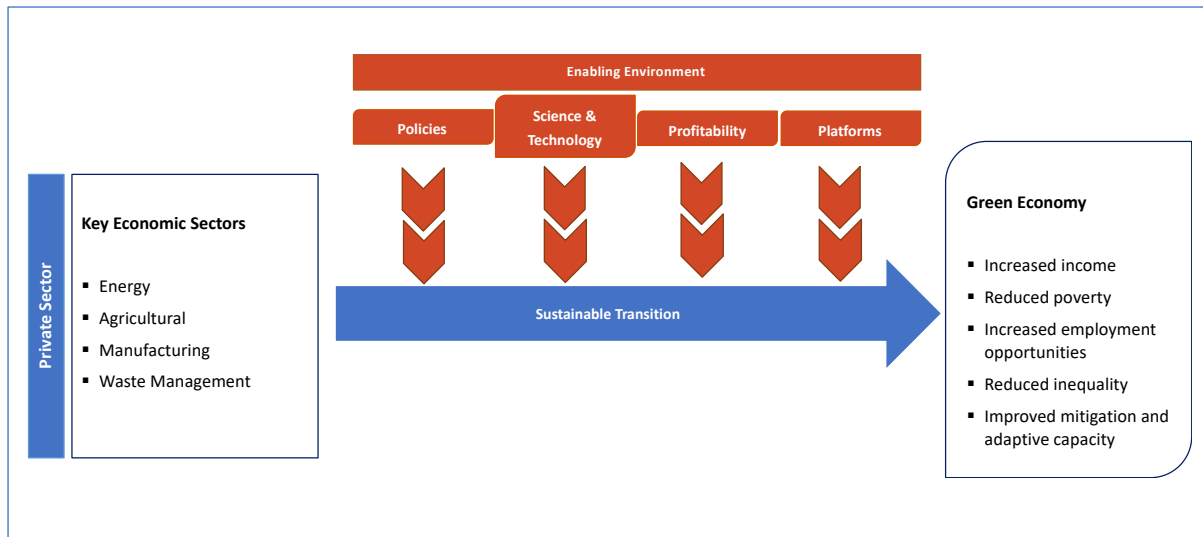 Enabling Environment
Policies
Science &
Technology
Profitability
Platforms
Private Sector
Key Economic Sectors
▪ Energy
▪ Agricultural
▪ Manufacturing
▪ Waste Management
Sustainable Transition
Green Economy
▪ Increased income
▪ Reduced poverty
▪ Increased employment
opportunities
▪ Reduced inequality
▪ Improved mitigation and
adaptive capacity